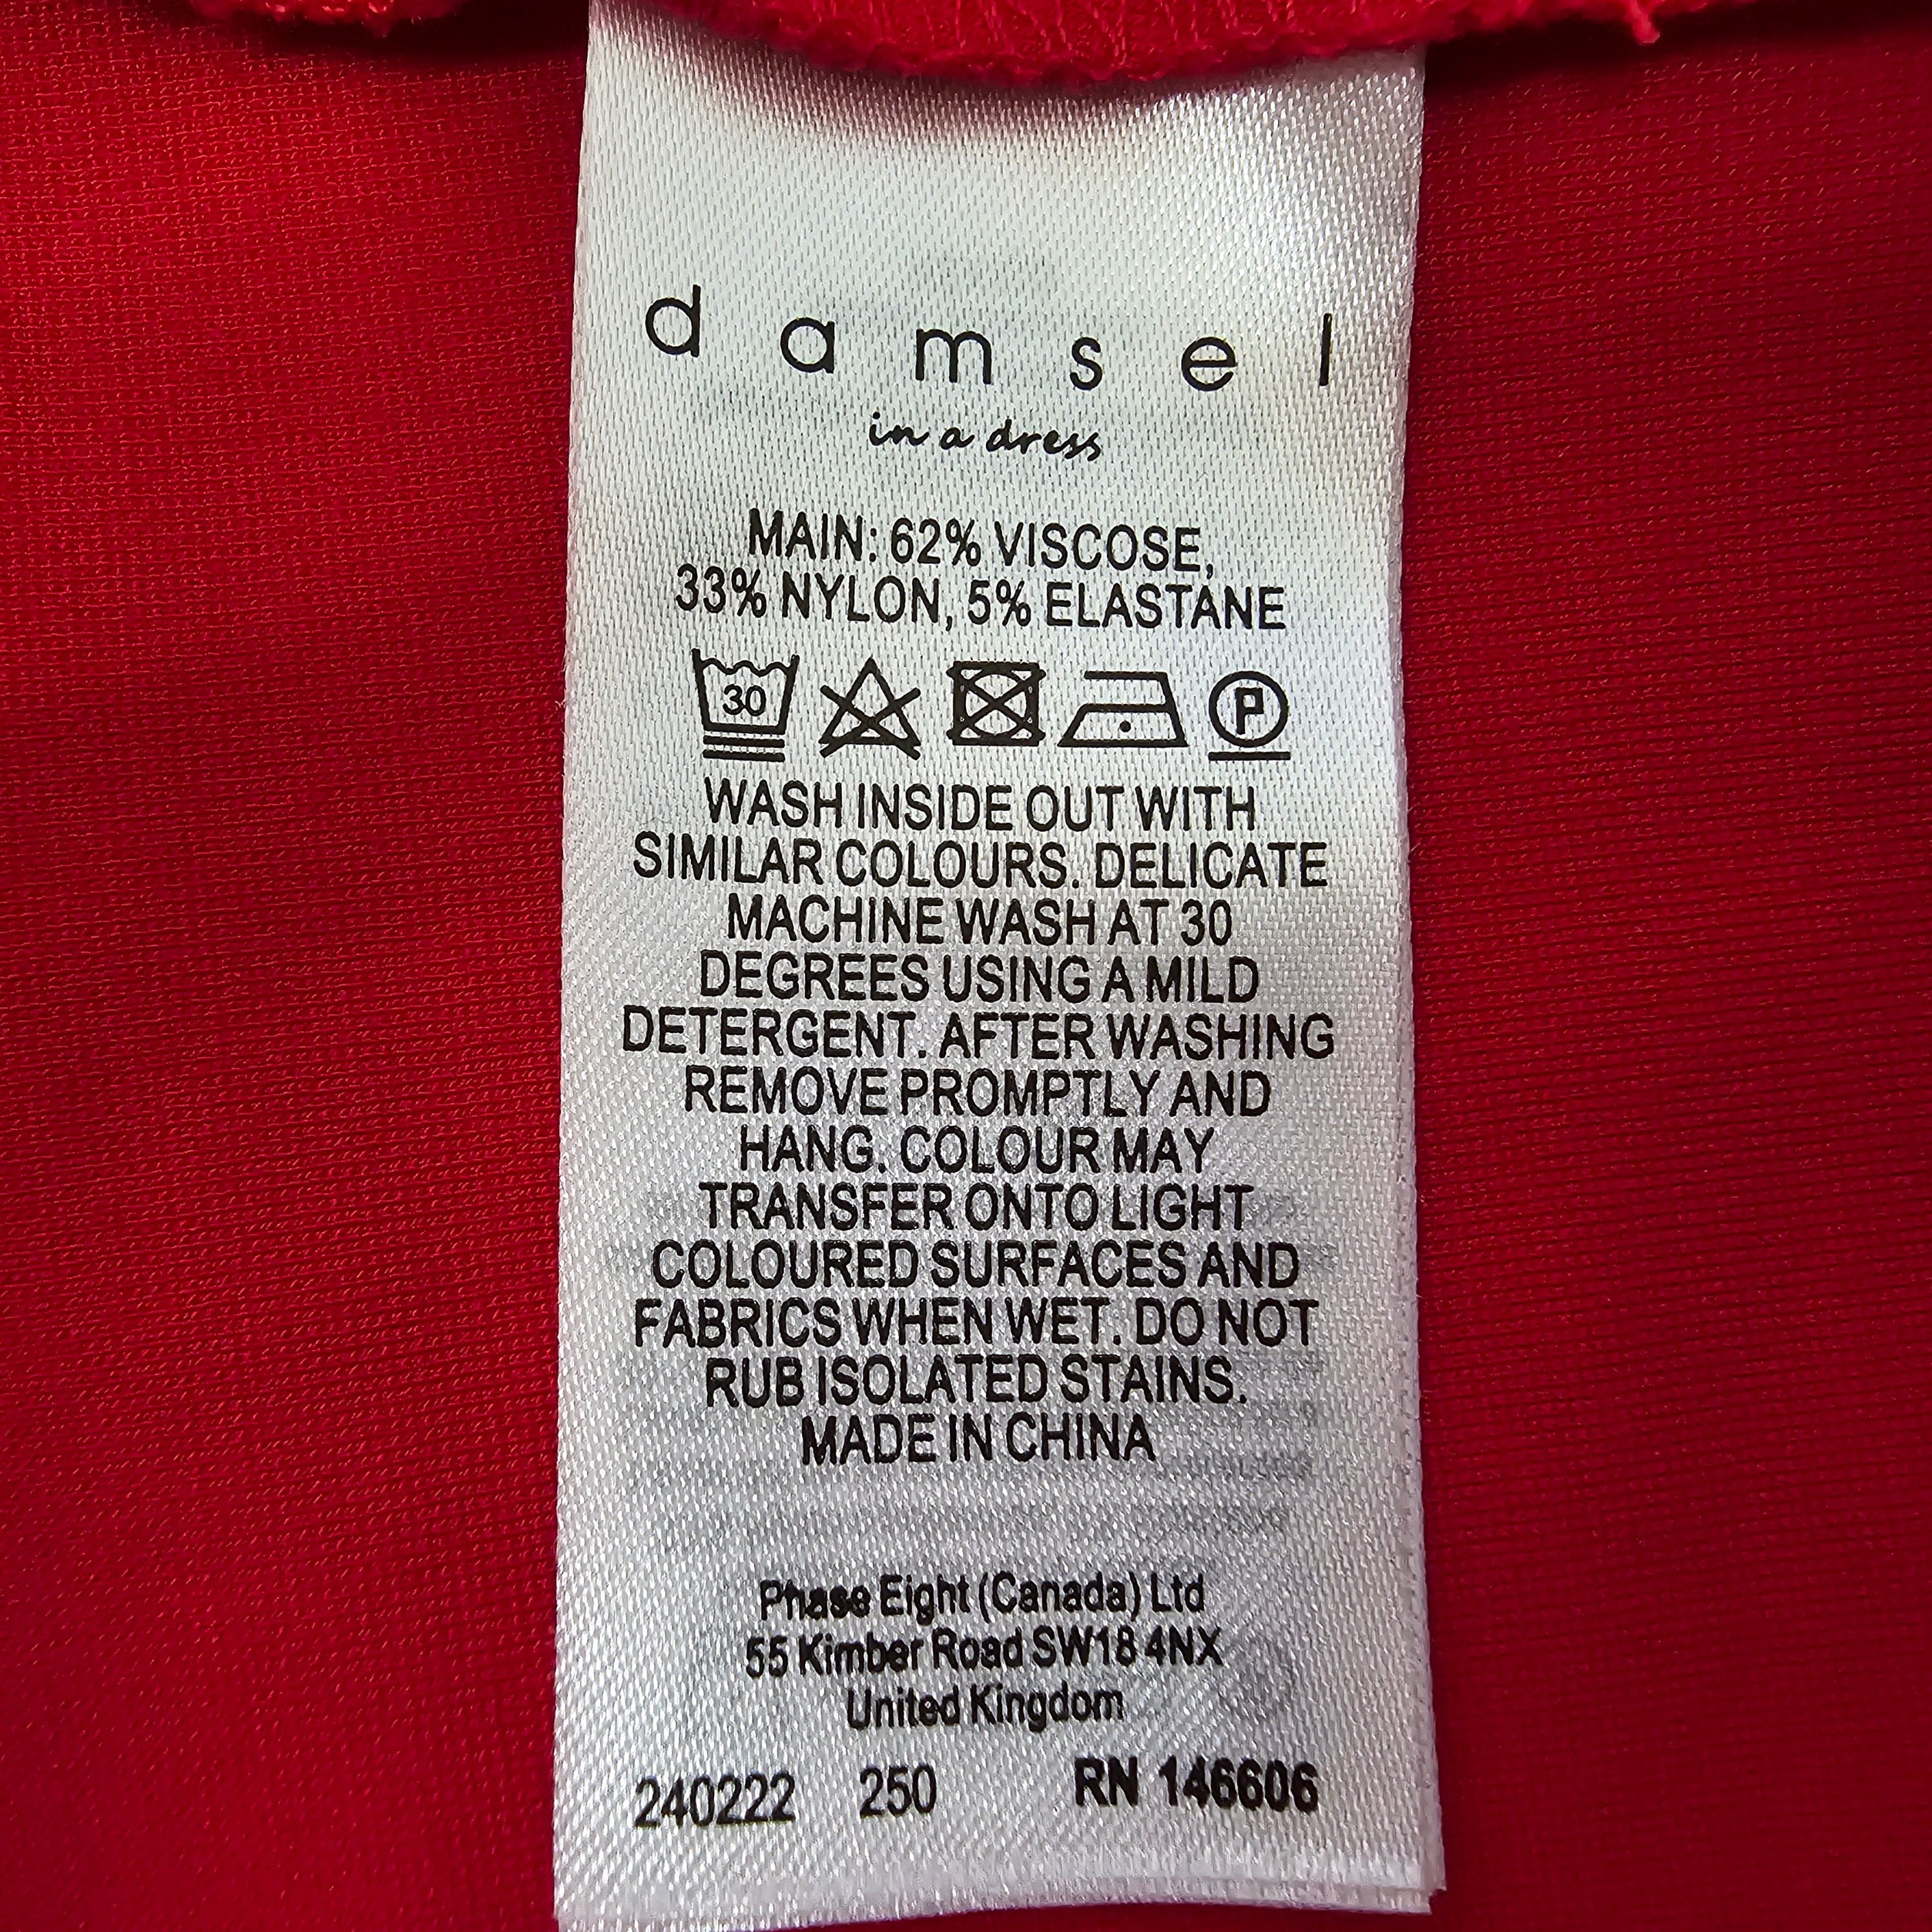 damsel
in a dress
MAIN: 62% VISCOSE,
33% NYLON, 5% ELASTANE
30 P
WASH INSIDE OUT WITH
SIMILAR COLOURS. DELICATE
MACHINE WASH AT 30
DEGREES USING A MILD
DETERGENT. AFTER WASHING
REMOVE PROMPTLY AND
HANG. COLOUR MAY
TRANSFER ONTO LIGHT
COLOURED SURFACES AND
FABRICS WHEN WET. DO NOT
RUB ISOLATED STAINS.
MADE IN CHINA
Phase Eight (Canada) Ltd
55 Kimber Road SW18 4NX
United Kingdom
240222 250 RN 146606